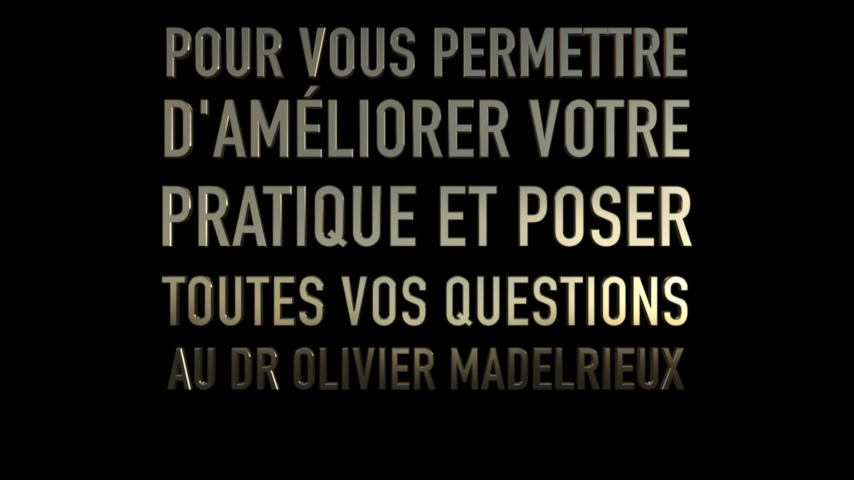 POUR VOUS PERMETTRE
D'AMÉLIORER VOTRE
PRATIQUE ET POSER
TOUTES VOS QUESTIONS
AU DR OLIVIER MADELRIEUX